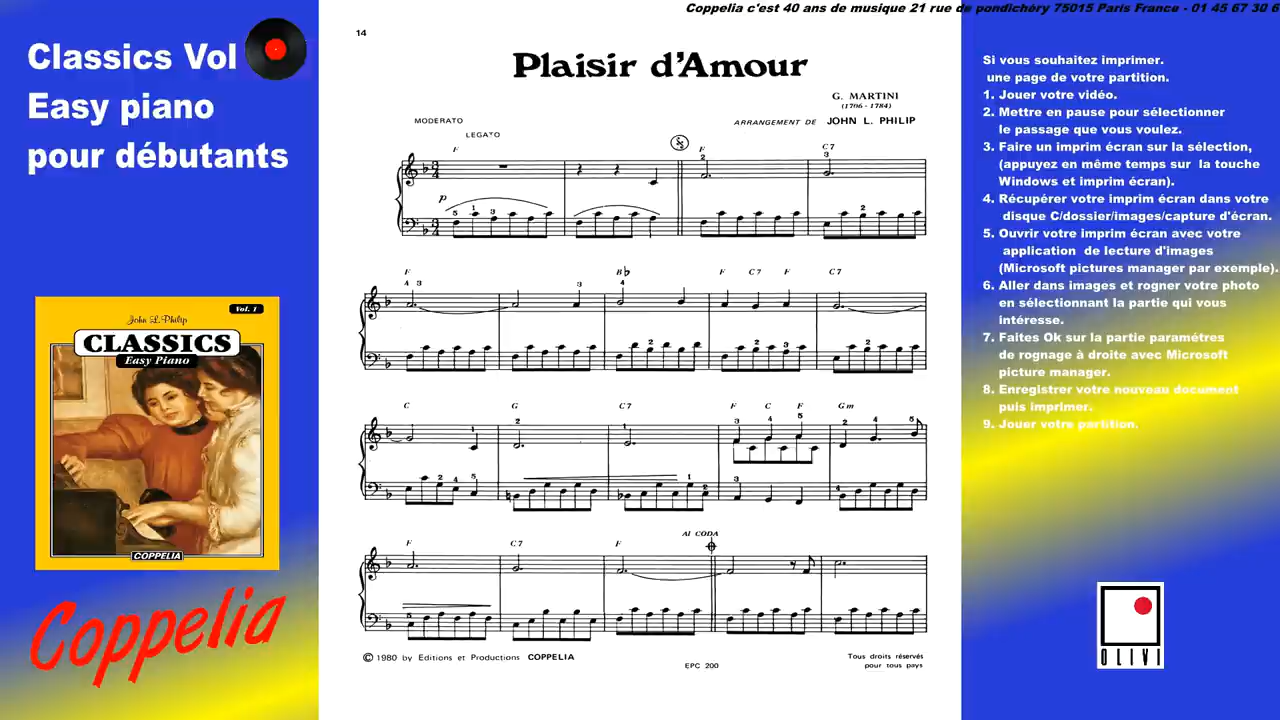 Coppelia c'est 40 ans de musique 21 rue de pondichéry 75015 Paris France - 01 45 67 30 6
Classics Vol
Easy piano
pour débutants
Vol. 1
John L. Philip
CLASSICS
Easy Piano
COPPELIA
Coppelia
14
Plaisir d'Amour
G. MARTINI
(1706 - 1784)
ARRANGEMENT DE JOHN L. PHILIP
MODERATO
LEGATO
F F C7
p
F B♭ F C7 F C7
C G C7 F C F Gm
Al CODA
F C7 F
© 1980 by Editions et Productions COPPELIA
EPC 200
Tous droits réservés
pour tous pays
Si vous souhaitez imprimer.
une page de votre partition.
1. Jouer votre vidéo.
2. Mettre en pause pour sélectionner
le passage que vous voulez.
3. Faire un imprim écran sur la sélection,
(appuyez en même temps sur la touche
Windows et imprim écran).
4. Récupérer votre imprim écran dans votre
disque C/dossier/images/capture d'écran.
5. Ouvrir votre imprim écran avec votre
application de lecture d'images
(Microsoft pictures manager par exemple).
6. Aller dans images et rogner votre photo
en sélectionnant la partie qui vous
intéresse.
7. Faites Ok sur la partie paramétres
de rognage à droite avec Microsoft
picture manager.
8. Enregistrer votre nouveau document
puis imprimer.
9. Jouer votre partition.
OLIVI